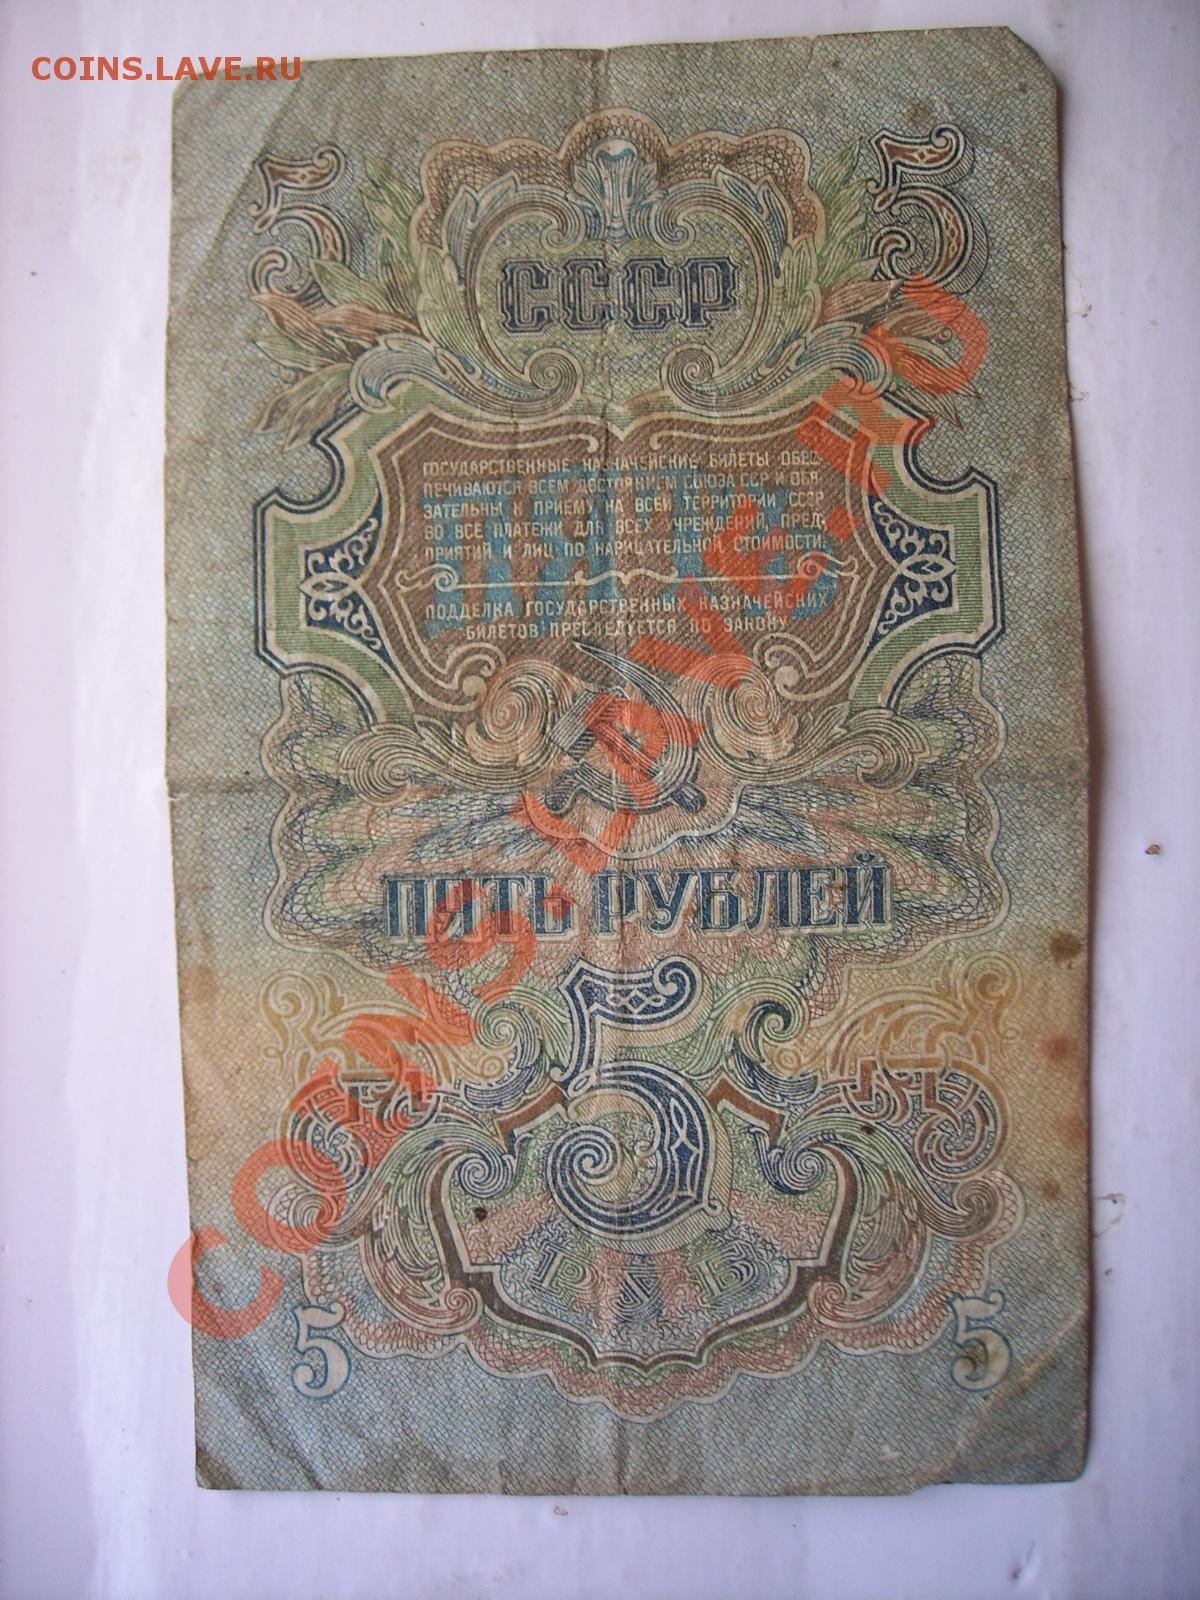 COINS.LAVE.RU
5 5
СССР
ГОСУДАРСТВЕННЫЕ КАЗНАЧЕЙСКИЕ БИЛЕТЫ ОБЕС-
ПЕЧИВАЮТСЯ ВСЕМ ДОСТОЯНИЕМ СОЮЗА ССР И ОБЯ-
ЗАТЕЛЬНЫ К ПРИЕМУ НА ВСЕЙ ТЕРРИТОРИИ СССР
ВО ВСЕ ПЛАТЕЖИ ДЛЯ ВСЕХ УЧРЕЖДЕНИЙ, ПРЕД-
ПРИЯТИЙ И ЛИЦ ПО НАРИЦАТЕЛЬНОЙ СТОИМОСТИ.
ПЯТЬ
ПОДДЕЛКА ГОСУДАРСТВЕННЫХ КАЗНАЧЕЙСКИХ
БИЛЕТОВ ПРЕСЛЕДУЕТСЯ ПО ЗАКОНУ
ПЯТЬ РУБЛЕЙ
5
РУБ
5 5
COINS.LAVE.RU